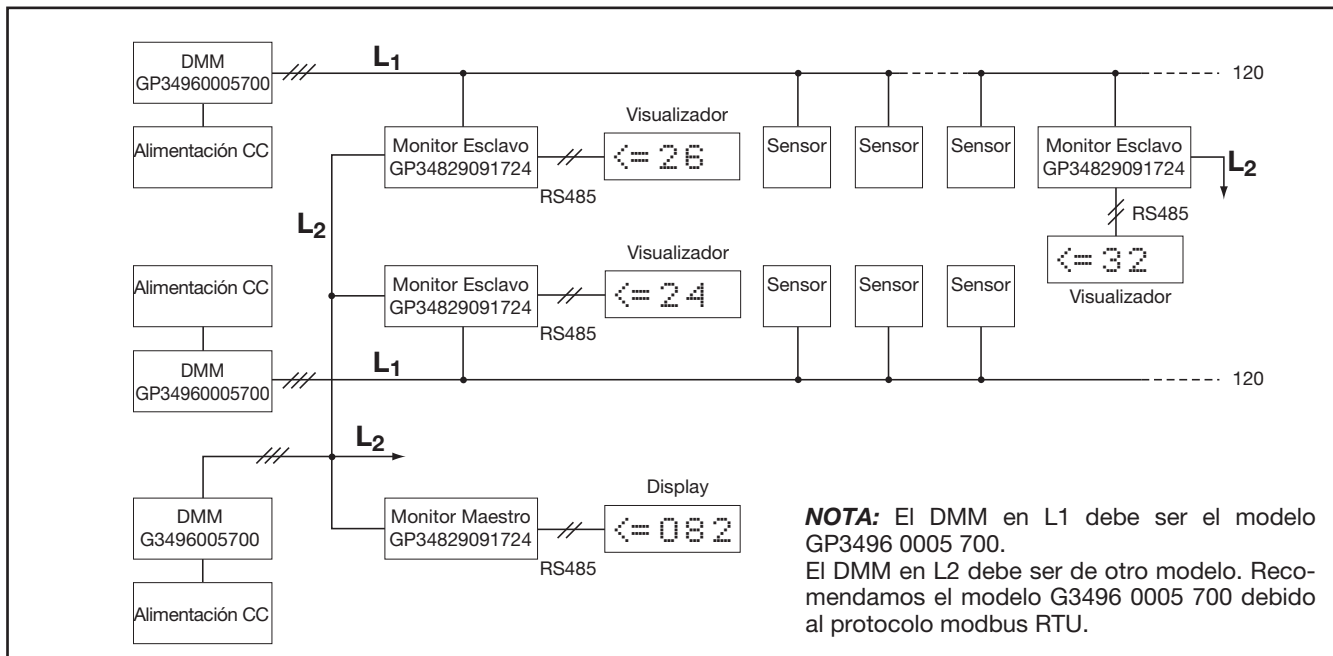 DMM
GP34960005700
L1
120
Alimentación CC
Monitor Esclavo
GP34829091724
RS485
Visualizador
<=26
Sensor
Sensor
Sensor
Monitor Esclavo
GP34829091724
L2
RS485
<=32
Visualizador
L2
Alimentación CC
Monitor Esclavo
GP34829091724
RS485
Visualizador
<=24
Sensor
Sensor
Sensor
DMM
GP34960005700
L1
120
L2
DMM
G3496005700
Alimentación CC
Monitor Maestro
GP34829091724
RS485
Display
<=082
NOTA: El DMM en L1 debe ser el modelo
GP3496 0005 700.
El DMM en L2 debe ser de otro modelo. Reco-
mendamos el modelo G3496 0005 700 debido
al protocolo modbus RTU.